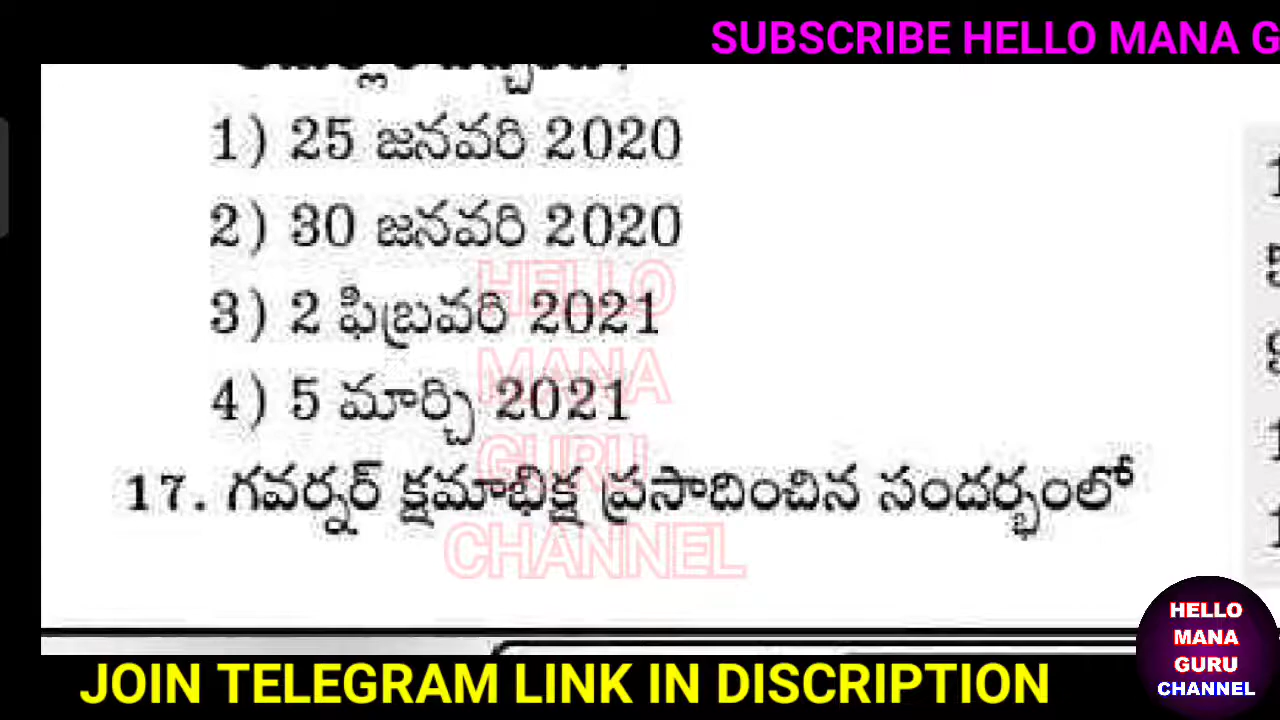 SUBSCRIBE HELLO MANA G
1) 25 జనవరి 2020
2) 30 జనవరి 2020
3) 2 ఫిబ్రవరి 2021
4) 5 మార్చి 2021
17. గవర్నర్ క్షమాభిక్ష ప్రసాదించిన సందర్భంలో
HELLO
MANA
GURU
CHANNEL
HELLO
MANA
GURU
CHANNEL
JOIN TELEGRAM LINK IN DISCRIPTION